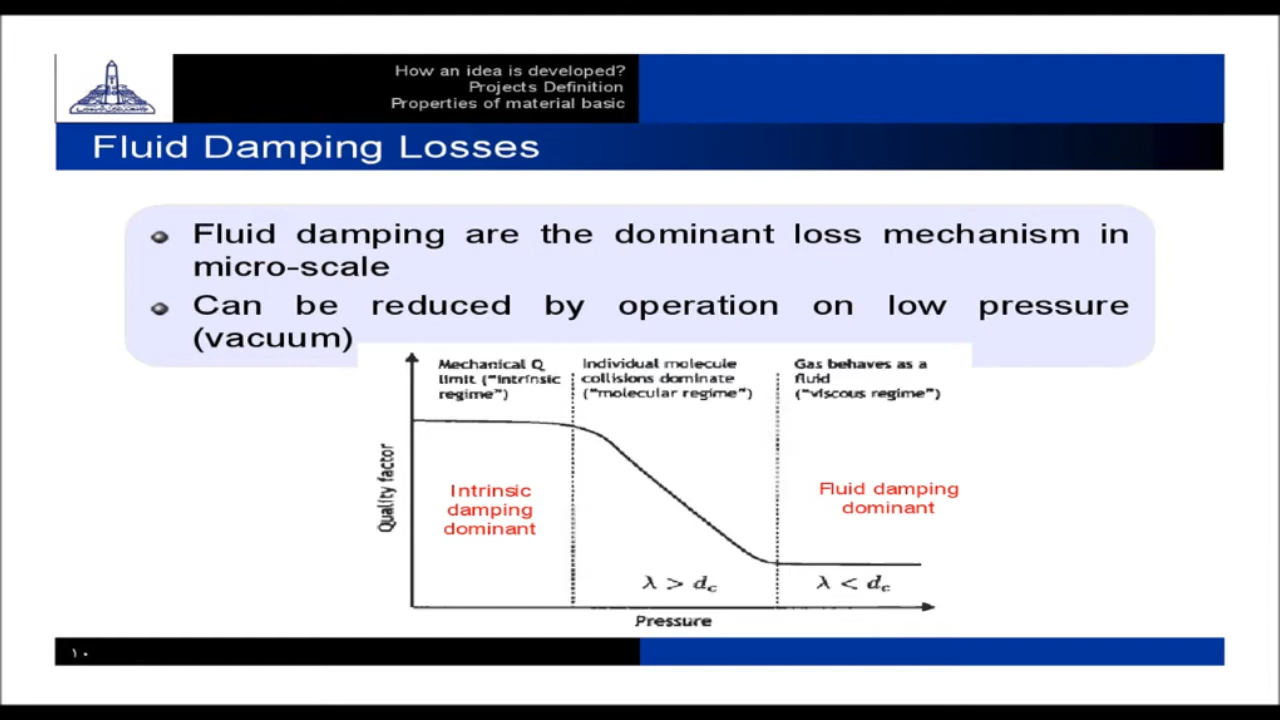 How an idea is developed?
Projects Definition
Properties of material basic
Fluid Damping Losses
Fluid damping are the dominant loss mechanism in
micro-scale
Can be reduced by operation on low pressure
(vacuum)
Mechanical Q
limit ("intrinsic
regime")
Individual molecule
collisions dominate
("molecular regime")
Gas behaves as a
fluid
("viscous regime")
Quality factor
Intrinsic
damping
dominant
Fluid damping
dominant
λ > d_c
λ < d_c
Pressure
١٠